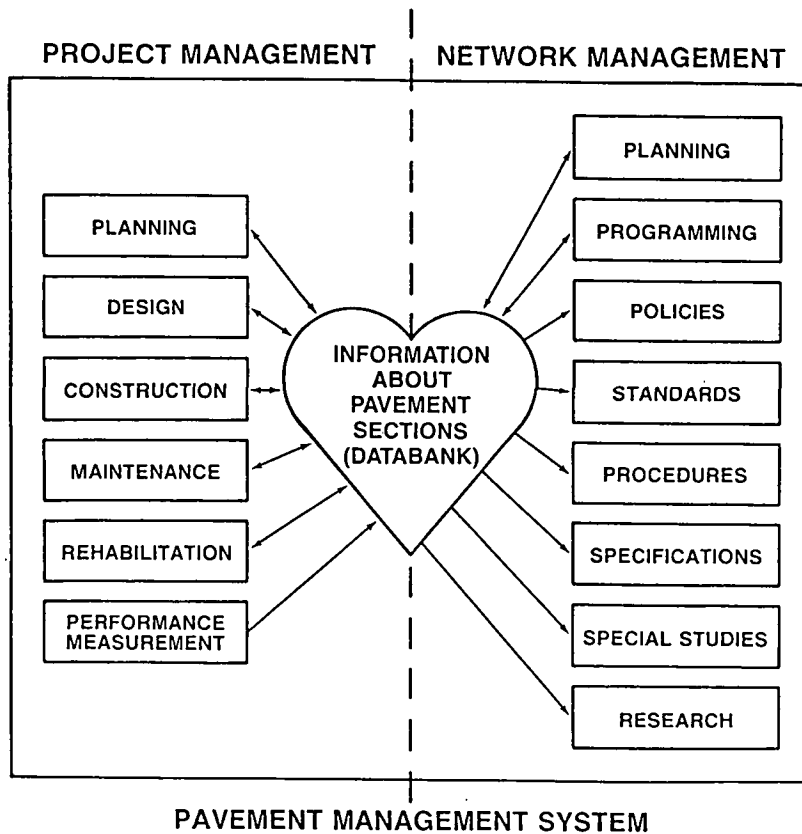 PROJECT MANAGEMENT
NETWORK MANAGEMENT
PLANNING
DESIGN
CONSTRUCTION
MAINTENANCE
REHABILITATION
PERFORMANCE
MEASUREMENT
INFORMATION
ABOUT
PAVEMENT
SECTIONS
(DATABANK)
PLANNING
PROGRAMMING
POLICIES
STANDARDS
PROCEDURES
SPECIFICATIONS
SPECIAL STUDIES
RESEARCH
PAVEMENT MANAGEMENT SYSTEM